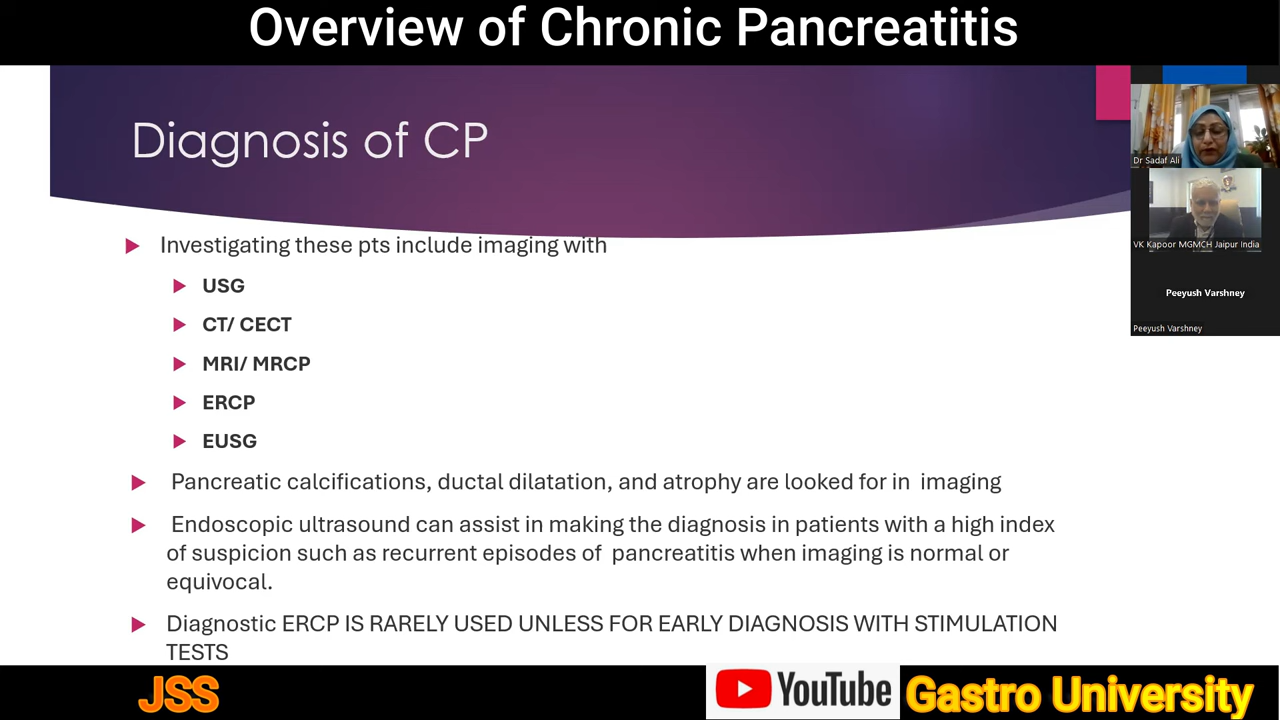 Overview of Chronic Pancreatitis
Diagnosis of CP
Dr Sadaf Ali
VK Kapoor MGMCH Jaipur India
Peeyush Varshney
Peeyush Varshney
Investigating these pts include imaging with
USG
CT/ CECT
MRI/ MRCP
ERCP
EUSG
Pancreatic calcifications, ductal dilatation, and atrophy are looked for in  imaging
Endoscopic ultrasound can assist in making the diagnosis in patients with a high index
of suspicion such as recurrent episodes of  pancreatitis when imaging is normal or
equivocal.
Diagnostic ERCP IS RARELY USED UNLESS FOR EARLY DIAGNOSIS WITH STIMULATION
TESTS
JSS
YouTube
Gastro University